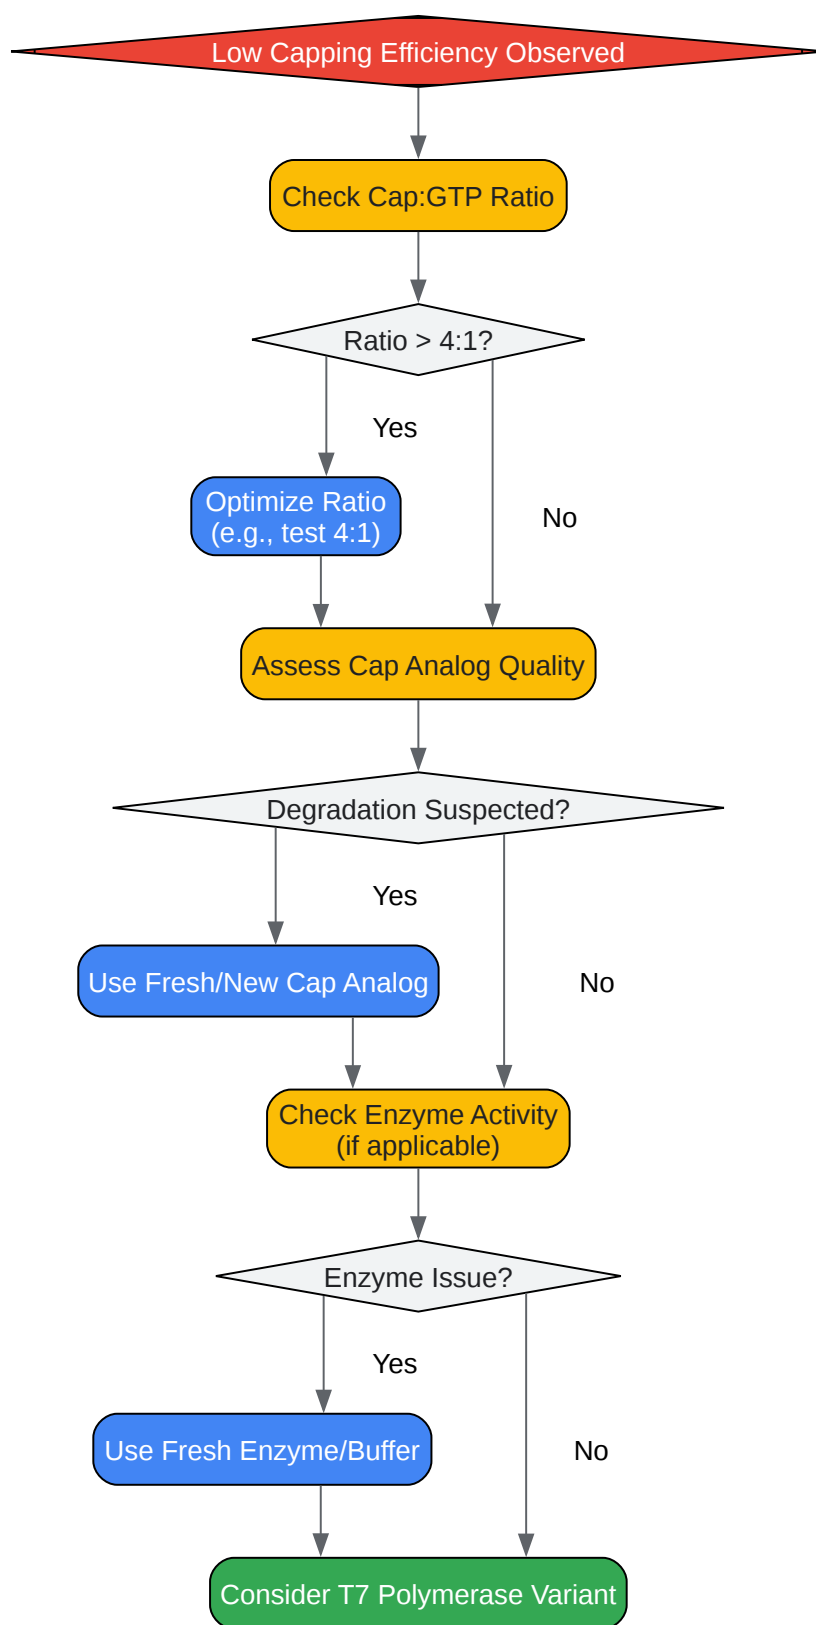 Low Capping Efficiency Observed
Check Cap:GTP Ratio
Ratio > 4:1?
Yes
Optimize Ratio
(e.g., test 4:1)
No
Assess Cap Analog Quality
Degradation Suspected?
Yes
Use Fresh/New Cap Analog
No
Check Enzyme Activity
(if applicable)
Enzyme Issue?
Yes
Use Fresh Enzyme/Buffer
No
Consider T7 Polymerase Variant